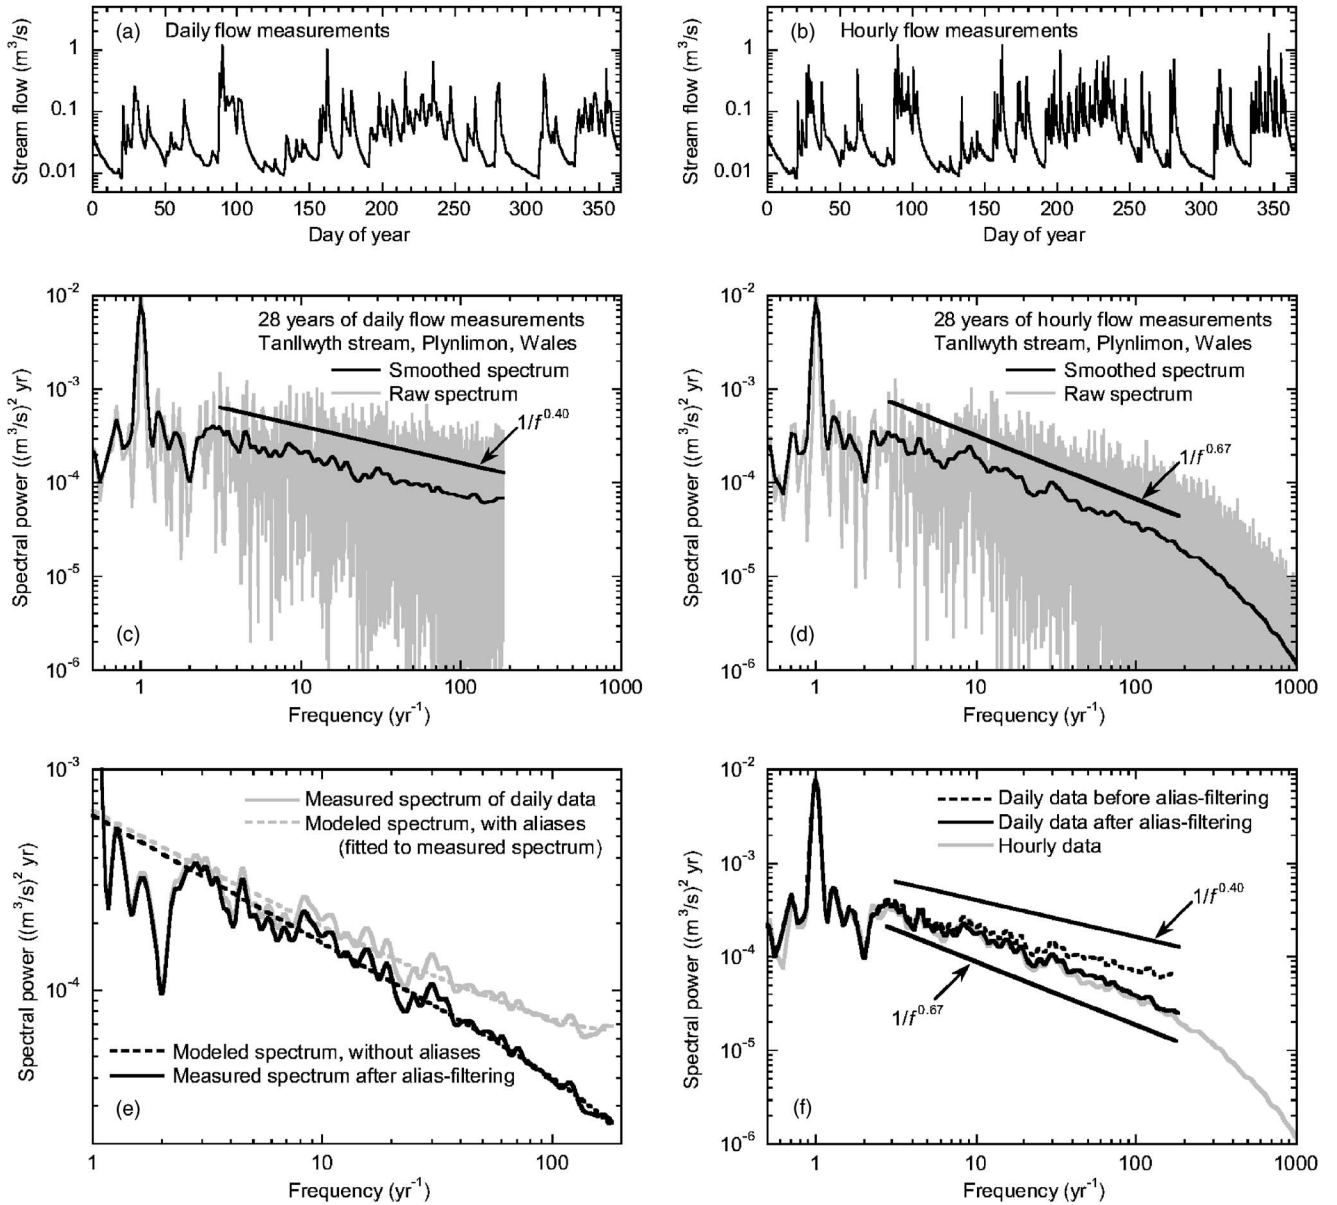 (a) Daily flow measurements
Stream flow (m³/s)
1
0.1
0.01
0 50 100 150 200 250 300 350
Day of year
(b) Hourly flow measurements
Stream flow (m³/s)
1
0.1
0.01
0 50 100 150 200 250 300 350
Day of year
28 years of daily flow measurements
Tanllwyth stream, Plynlimon, Wales
Smoothed spectrum
Raw spectrum
1/f^0.40
Spectral power ((m³/s)² yr)
10⁻²
10⁻³
10⁻⁴
10⁻⁵
10⁻⁶
(c)
1 10 100 1000
Frequency (yr⁻¹)
28 years of hourly flow measurements
Tanllwyth stream, Plynlimon, Wales
Smoothed spectrum
Raw spectrum
1/f^0.67
Spectral power ((m³/s)² yr)
10⁻²
10⁻³
10⁻⁴
10⁻⁵
10⁻⁶
(d)
1 10 100 1000
Frequency (yr⁻¹)
Measured spectrum of daily data
Modeled spectrum, with aliases
(fitted to measured spectrum)
Spectral power ((m³/s)² yr)
10⁻³
10⁻⁴
Modeled spectrum, without aliases
Measured spectrum after alias-filtering
(e)
1 10 100
Frequency (yr⁻¹)
Daily data before alias-filtering
Daily data after alias-filtering
Hourly data
1/f^0.40
1/f^0.67
Spectral power ((m³/s)² yr)
10⁻²
10⁻³
10⁻⁴
10⁻⁵
10⁻⁶
(f)
1 10 100 1000
Frequency (yr⁻¹)